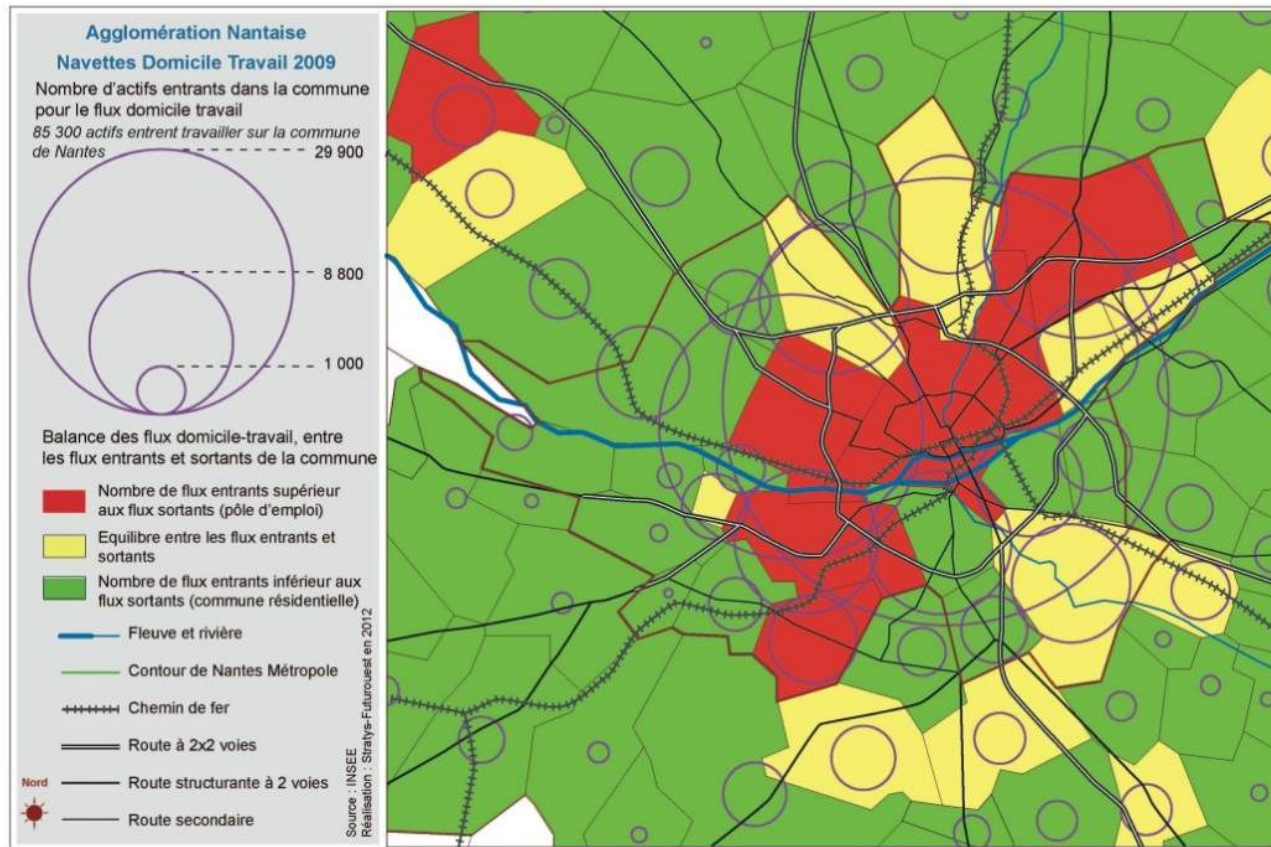 Agglomération Nantaise
Navettes Domicile Travail 2009
Nombre d'actifs entrants dans la commune
pour le flux domicile travail
85 300 actifs entrent travailler sur la commune
de Nantes
29 900
8 800
1 000
Balance des flux domicile-travail, entre
les flux entrants et sortants de la commune
Nombre de flux entrants supérieur
aux flux sortants (pôle d'emploi)
Equilibre entre les flux entrants et
sortants
Nombre de flux entrants inférieur aux
flux sortants (commune résidentielle)
Fleuve et rivière
Contour de Nantes Métropole
Chemin de fer
Route à 2x2 voies
Nord
Route structurante à 2 voies
Route secondaire
Source : INSEE
Réalisation : Stratys-Futurouest en 2012